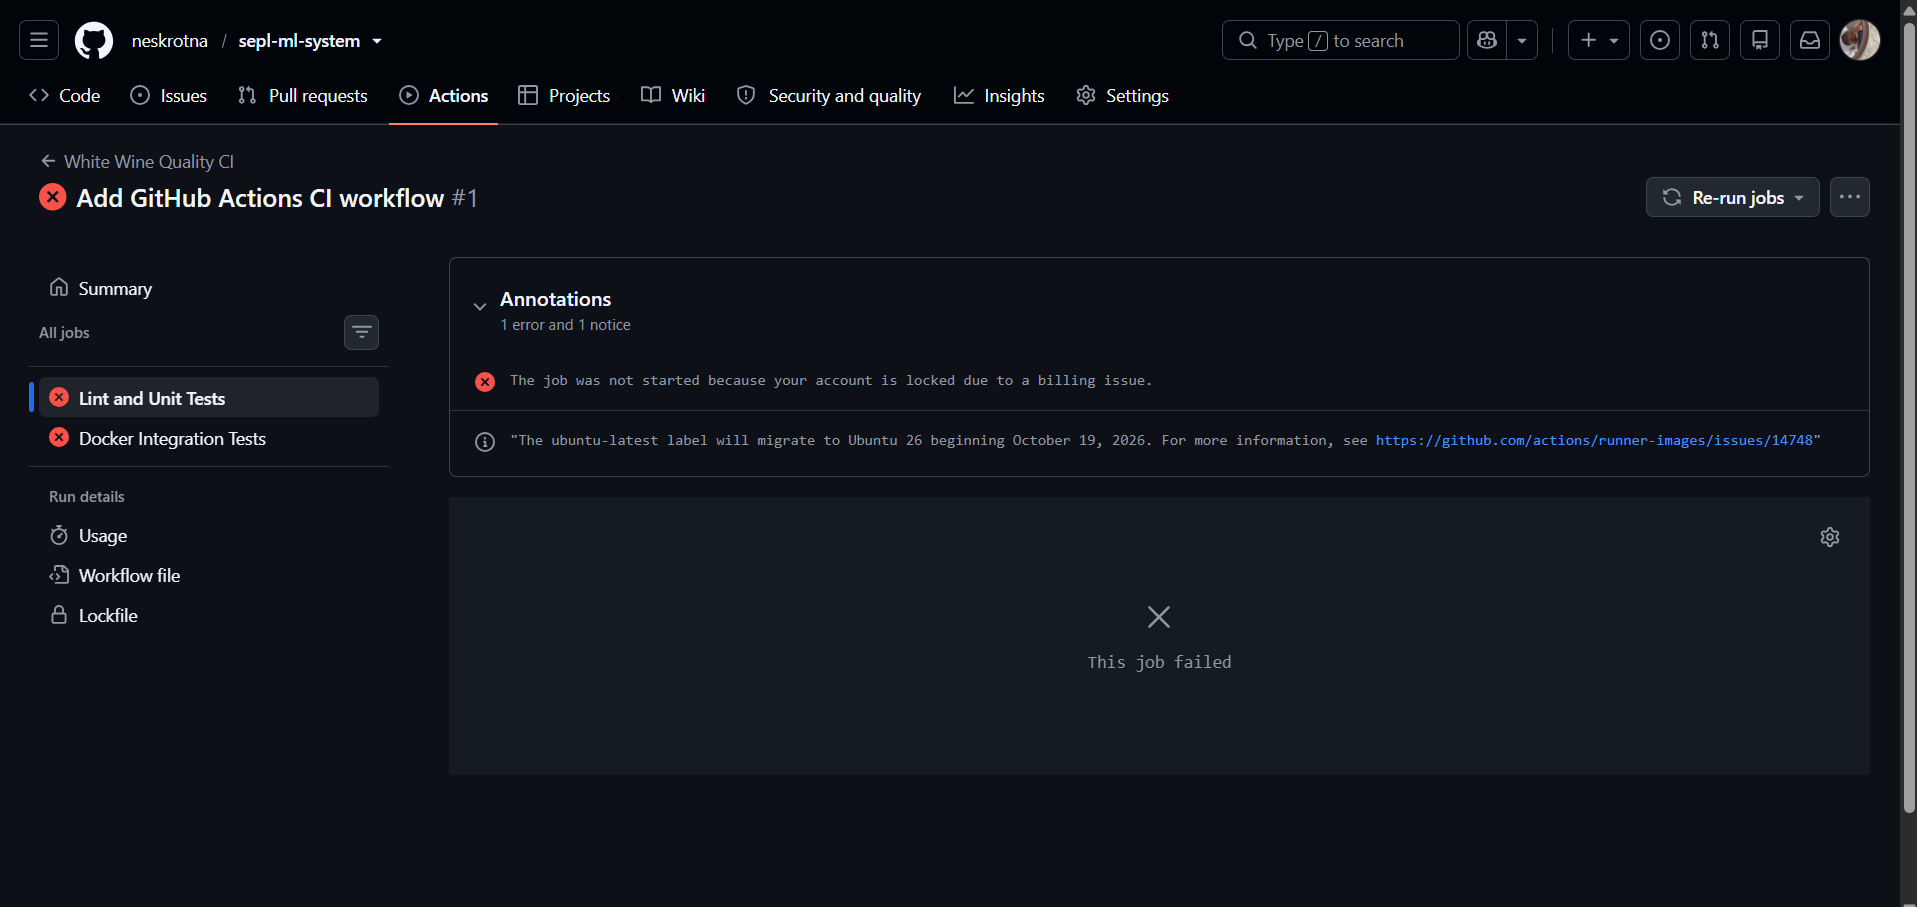 neskrotna / sepl-ml-system
Type / to search
Code
Issues
Pull requests
Actions
Projects
Wiki
Security and quality
Insights
Settings
White Wine Quality CI
Add GitHub Actions CI workflow #1
Re-run jobs
Summary
All jobs
Lint and Unit Tests
Docker Integration Tests
Run details
Usage
Workflow file
Lockfile
Annotations
1 error and 1 notice
The job was not started because your account is locked due to a billing issue.
"The ubuntu-latest label will migrate to Ubuntu 26 beginning October 19, 2026. For more information, see https://github.com/actions/runner-images/issues/14748"
This job failed